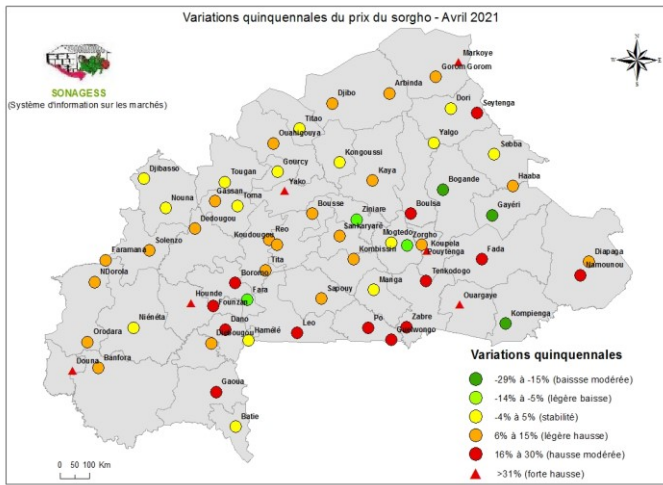 Variations quinquennales du prix du sorgho - Avril 2021
SONAGESS
(Système d'information sur les marchés)
Markoye
Gorom-Gorom
Arbinda
Djibo
Dori
Seytenga
Titao
Ouahigouya
Yalgo
Sebba
Kongoussi
Djibasso
Tougan
Gourcy
Kaya
Haaba
Bogande
Yako
Nouna
Gassan
Toma
Bousse
Ziniare
Boulsa
Gayéri
Dedougou
Sankaryaré
Koudougou
Reo
Mogtedo
Zorgho
Koupela
Pouytenga
Solenzo
Faramana
Kombissiri
Fada
Diapaga
Namounou
Tita
Tenkodogo
NDorola
Boromo
Fara
Manga
Sapouy
Hounde
Founzan
Ouargaye
Kompienga
Niénéta
Dano
Hamélé
Leo
Po
Zabre
Guelwongo
Orodara
Banfora
Douna
Gaoua
Batie
Variations quinquennales
-29% à -15% (baissse modérée)
-14% à -5% (légère baisse)
-4% à 5% (stabilité)
6% à 15% (légère hausse)
16% à 30% (hausse modérée)
>31% (forte hausse)
0 50 100 Km